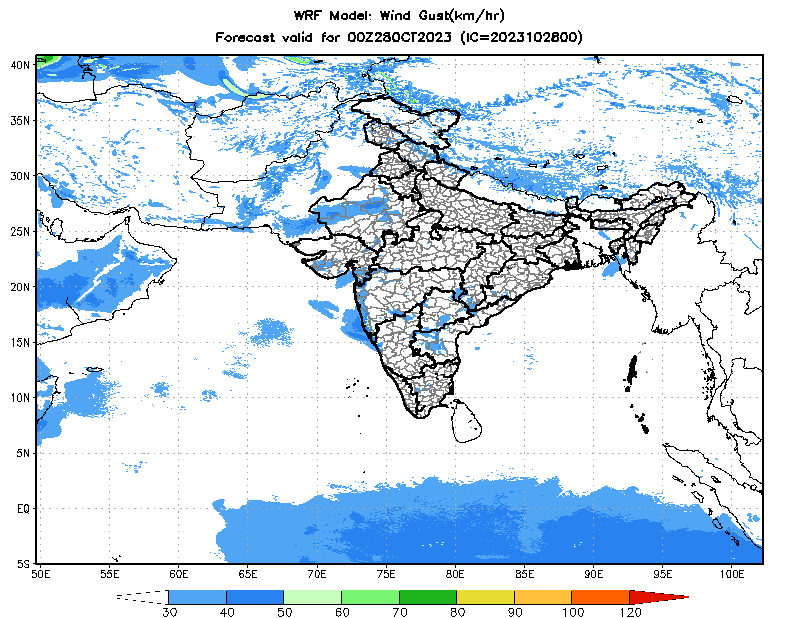 WRF Model: Wind Gust(km/hr)
Forecast valid for 00Z28OCT2023 (IC=2023102800)
40N
35N
30N
25N
20N
15N
10N
5N
EQ
5S
50E 55E 60E 65E 70E 75E 80E 85E 90E 95E 100E
30 40 50 60 70 80 90 100 120